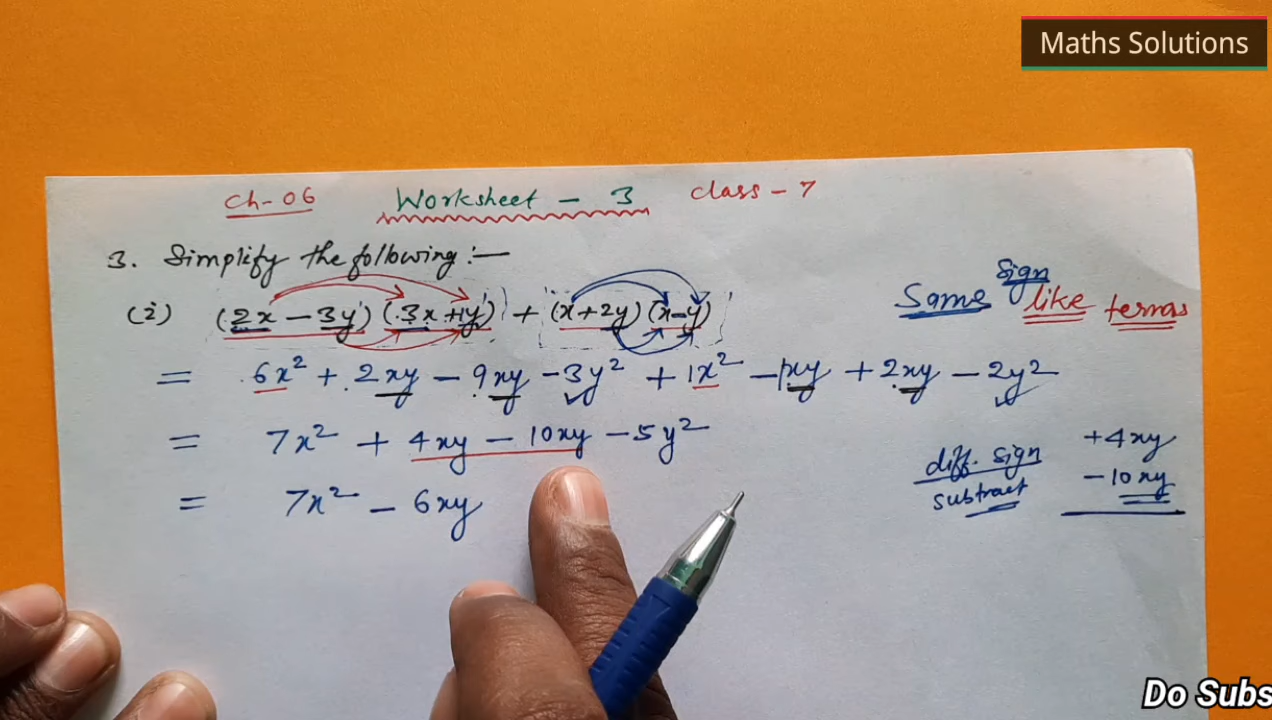 Maths Solutions
Ch-06 Worksheet - 3 class - 7
3. Simplify the following :—
(i) (2x - 3y) (3x + 1y) + (x + 2y) (x - y)
Same sign like terms
= 6x² + 2xy - 9xy - 3y² + 1x² - 1xy + 2xy - 2y²
= 7x² + 4xy - 10xy - 5y²
diff. sign subtract
+4xy
- 10xy
= 7x² - 6xy
Do Subs